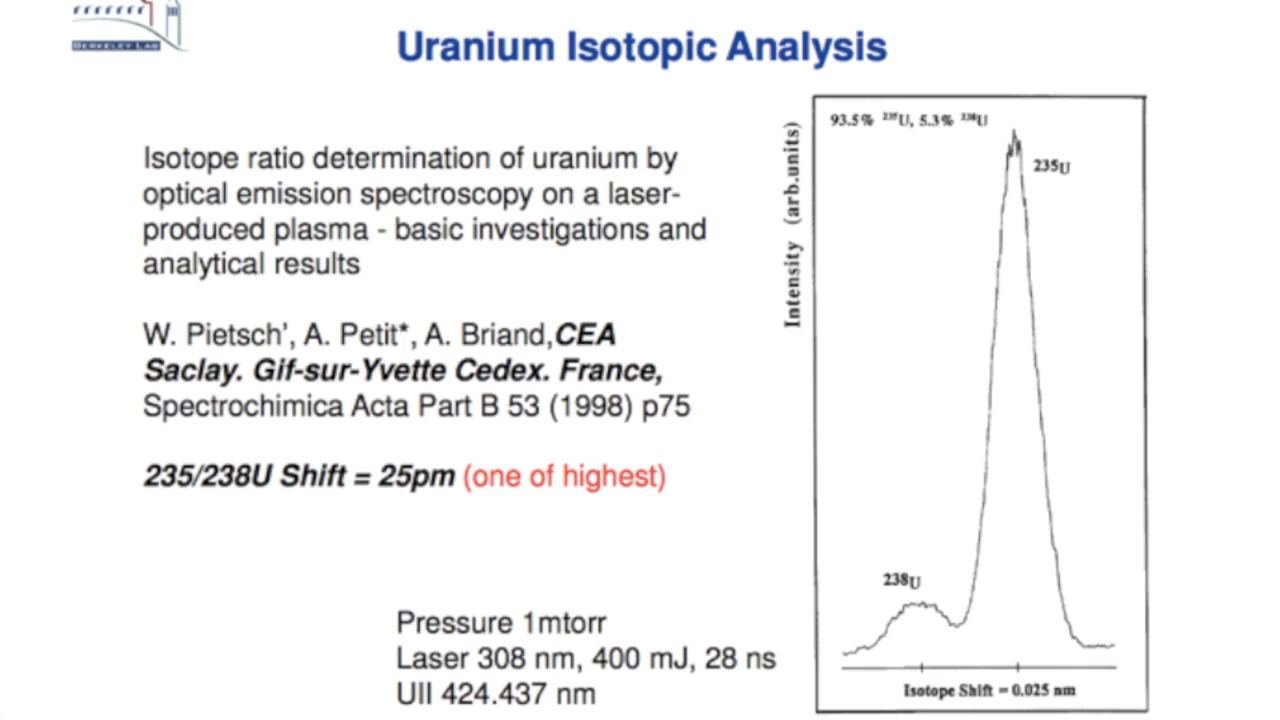 BERKELEY LAB
Uranium Isotopic Analysis
Isotope ratio determination of uranium by
optical emission spectroscopy on a laser-
produced plasma - basic investigations and
analytical results
W. Pietsch', A. Petit*, A. Briand,CEA
Saclay. Gif-sur-Yvette Cedex. France,
Spectrochimica Acta Part B 53 (1998) p75
235/238U Shift = 25pm (one of highest)
Pressure 1mtorr
Laser 308 nm, 400 mJ, 28 ns
UII 424.437 nm
Intensity (arb.units)
93.5% ²³⁵U, 5.3% ²³⁸U
235U
238U
Isotope Shift = 0.025 nm